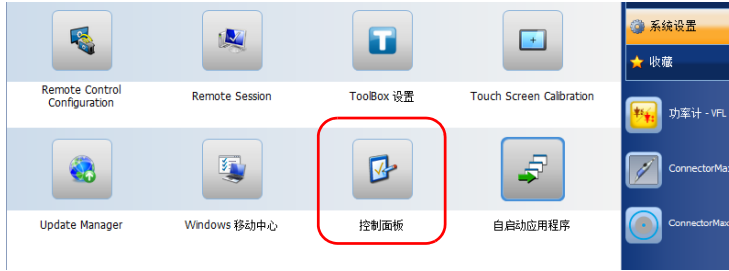 Remote Control
Configuration
Remote Session
ToolBox 设置
Touch Screen Calibration
Update Manager
Windows 移动中心
控制面板
自启动应用程序
系统设置
收藏
功率计 - VFL
ConnectorMa
ConnectorMax